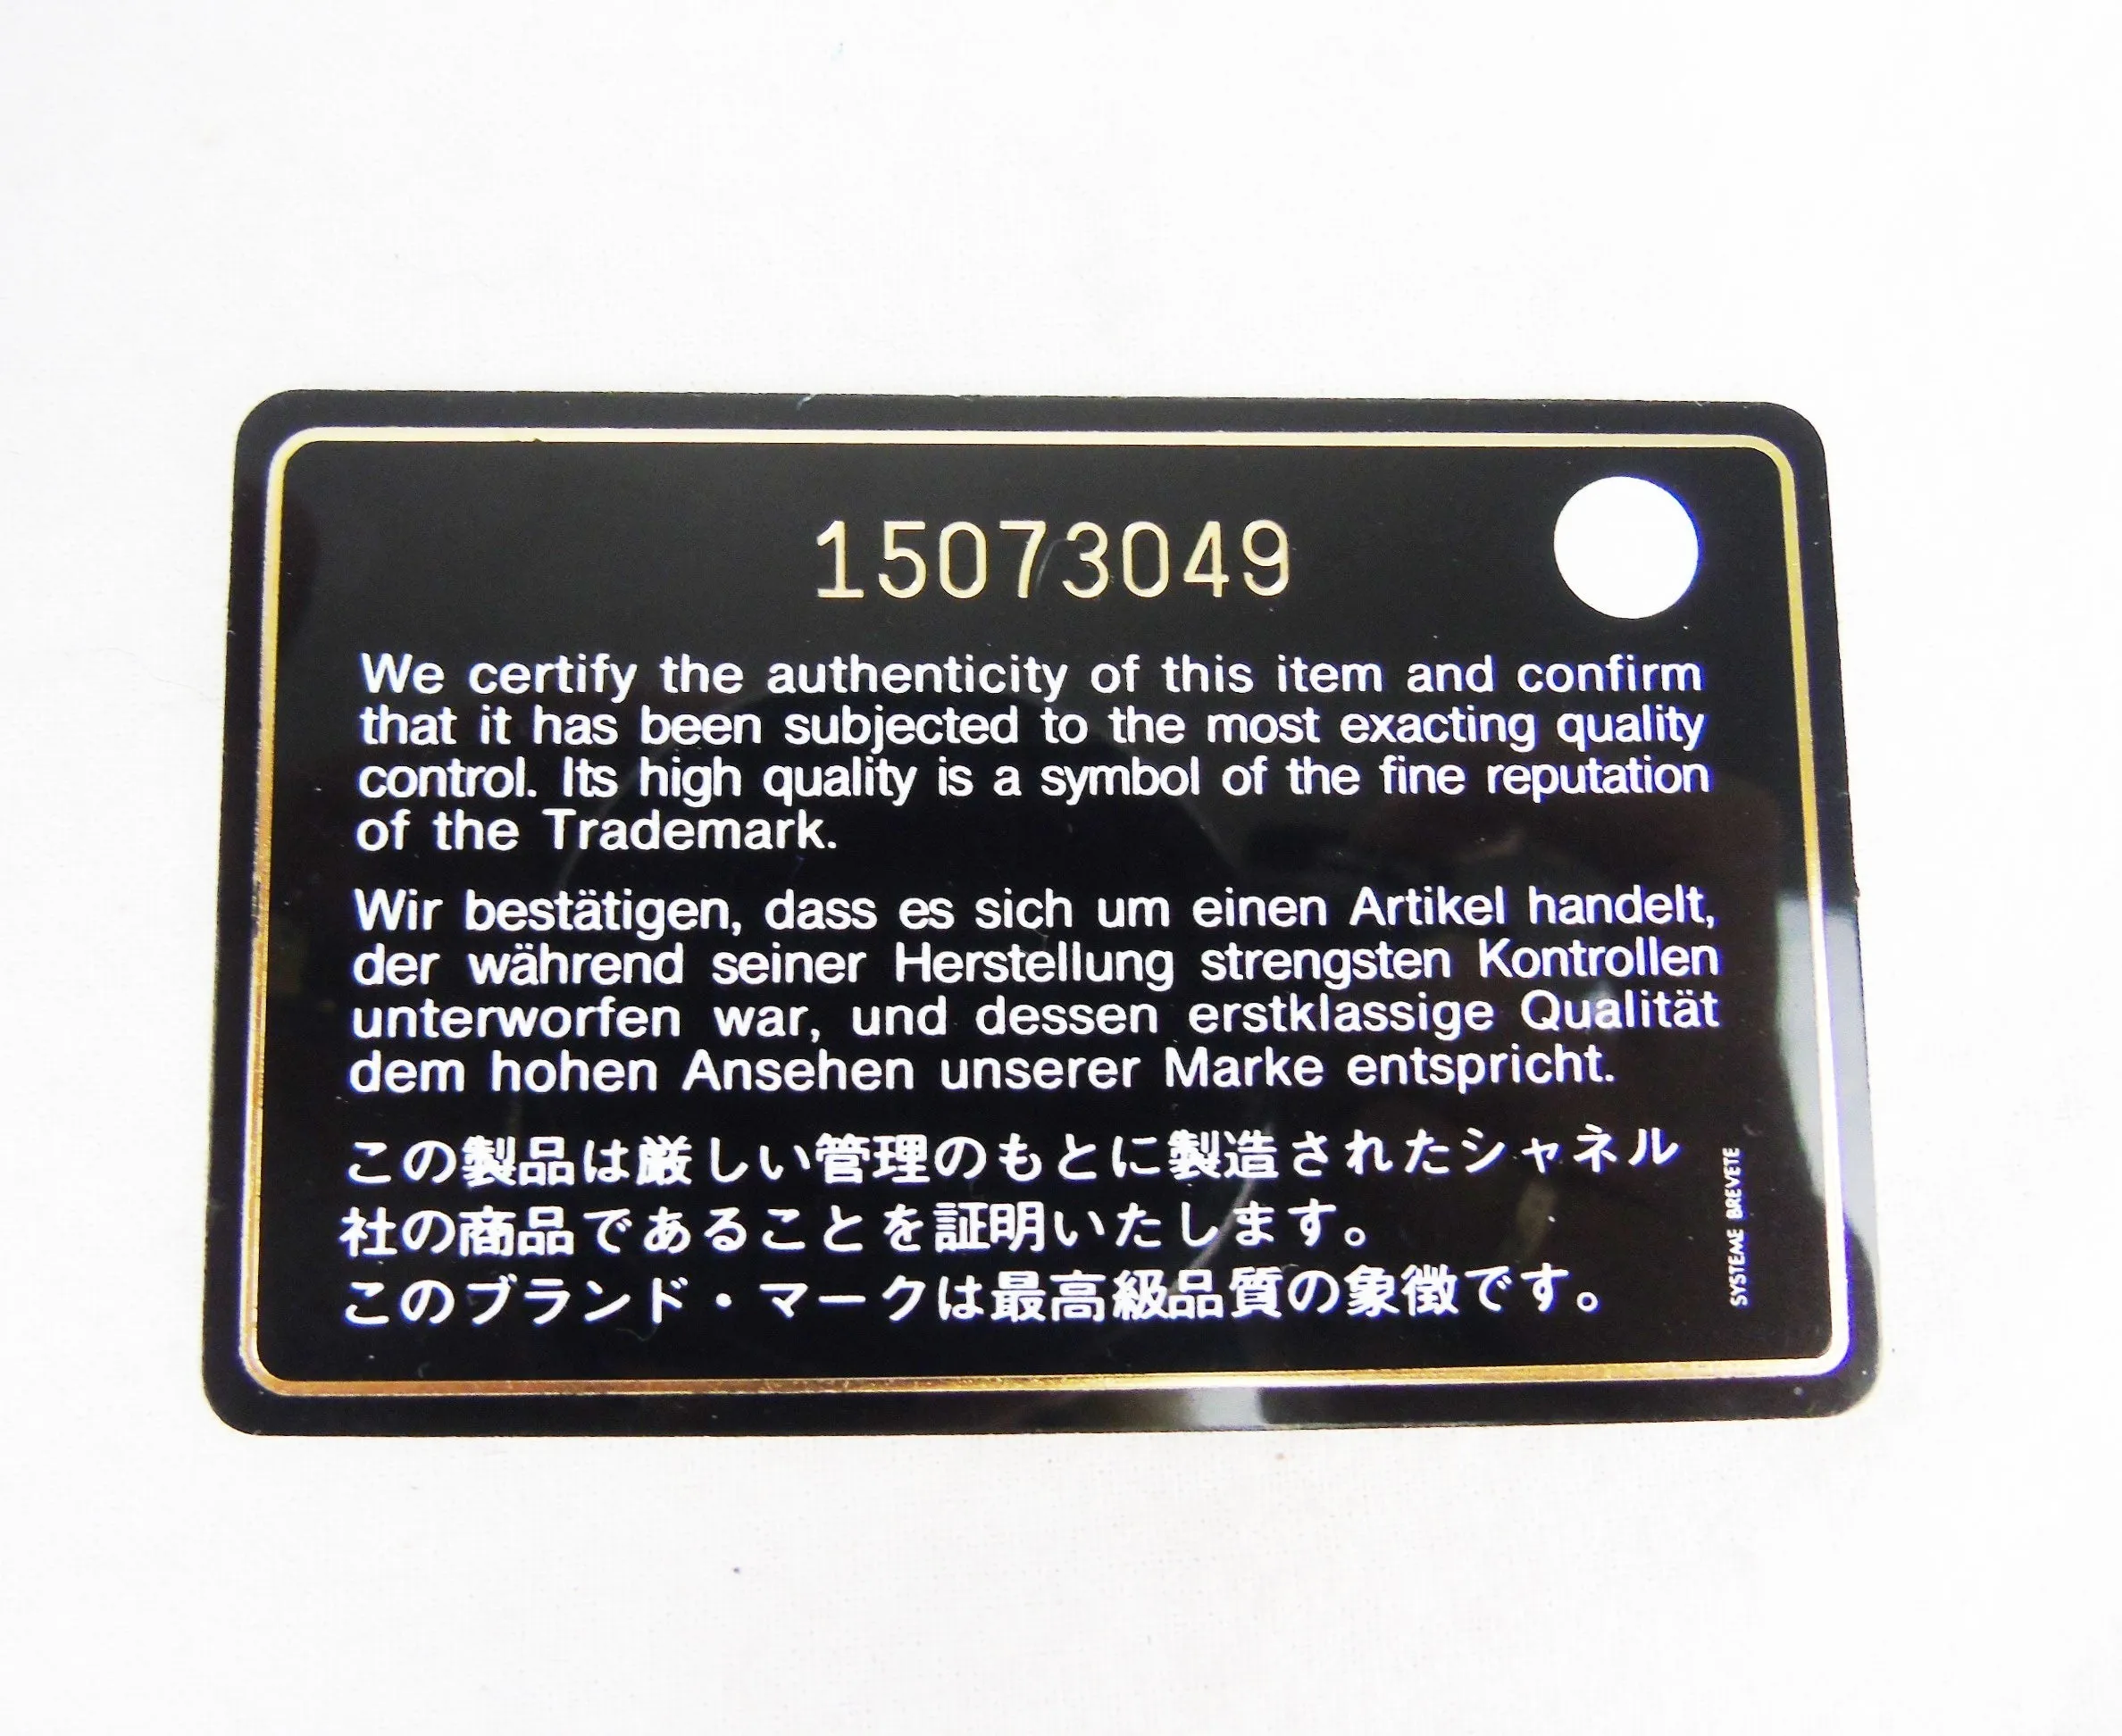 15073049
We certify the authenticity of this item and confirm
that it has been subjected to the most exacting quality
control. Its high quality is a symbol of the fine reputation
of the Trademark.
Wir bestätigen, dass es sich um einen Artikel handelt,
der während seiner Herstellung strengsten Kontrollen
unterworfen war, und dessen erstklassige Qualität
dem hohen Ansehen unserer Marke entspricht.
この製品は厳しい管理のもとに製造されたシャネル
社の商品であることを証明いたします。
このブランド・マークは最高級品質の象徴です。
SYSTEME BREVETE